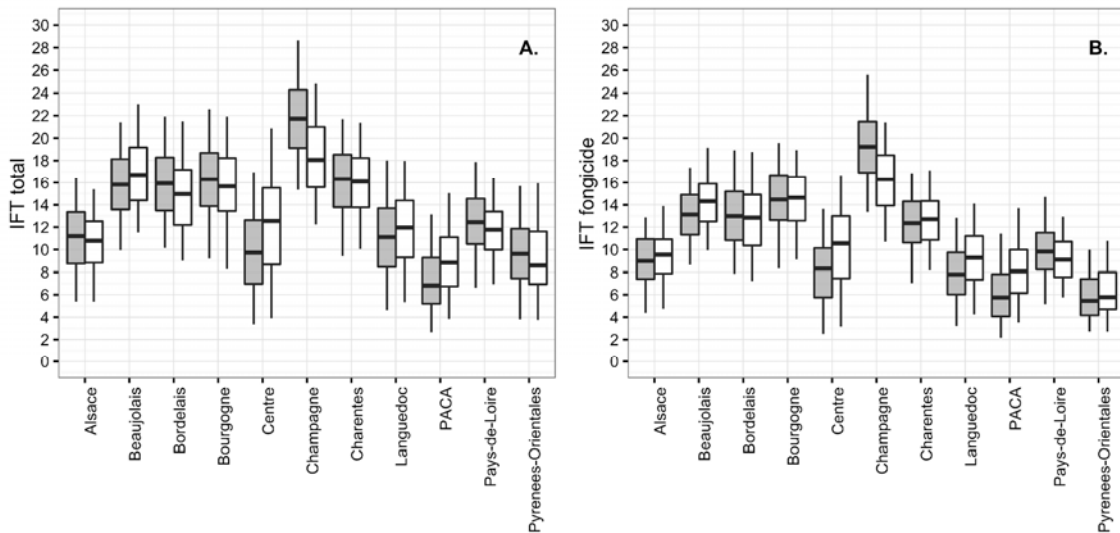 A.
IFT total
30
28
26
24
22
20
18
16
14
12
10
8
6
4
2
0
Alsace
Beaujolais
Bordelais
Bourgogne
Centre
Champagne
Charentes
Languedoc
PACA
Pays-de-Loire
Pyrenees-Orientales
B.
IFT fongicide
30
28
26
24
22
20
18
16
14
12
10
8
6
4
2
0
Alsace
Beaujolais
Bordelais
Bourgogne
Centre
Champagne
Charentes
Languedoc
PACA
Pays-de-Loire
Pyrenees-Orientales